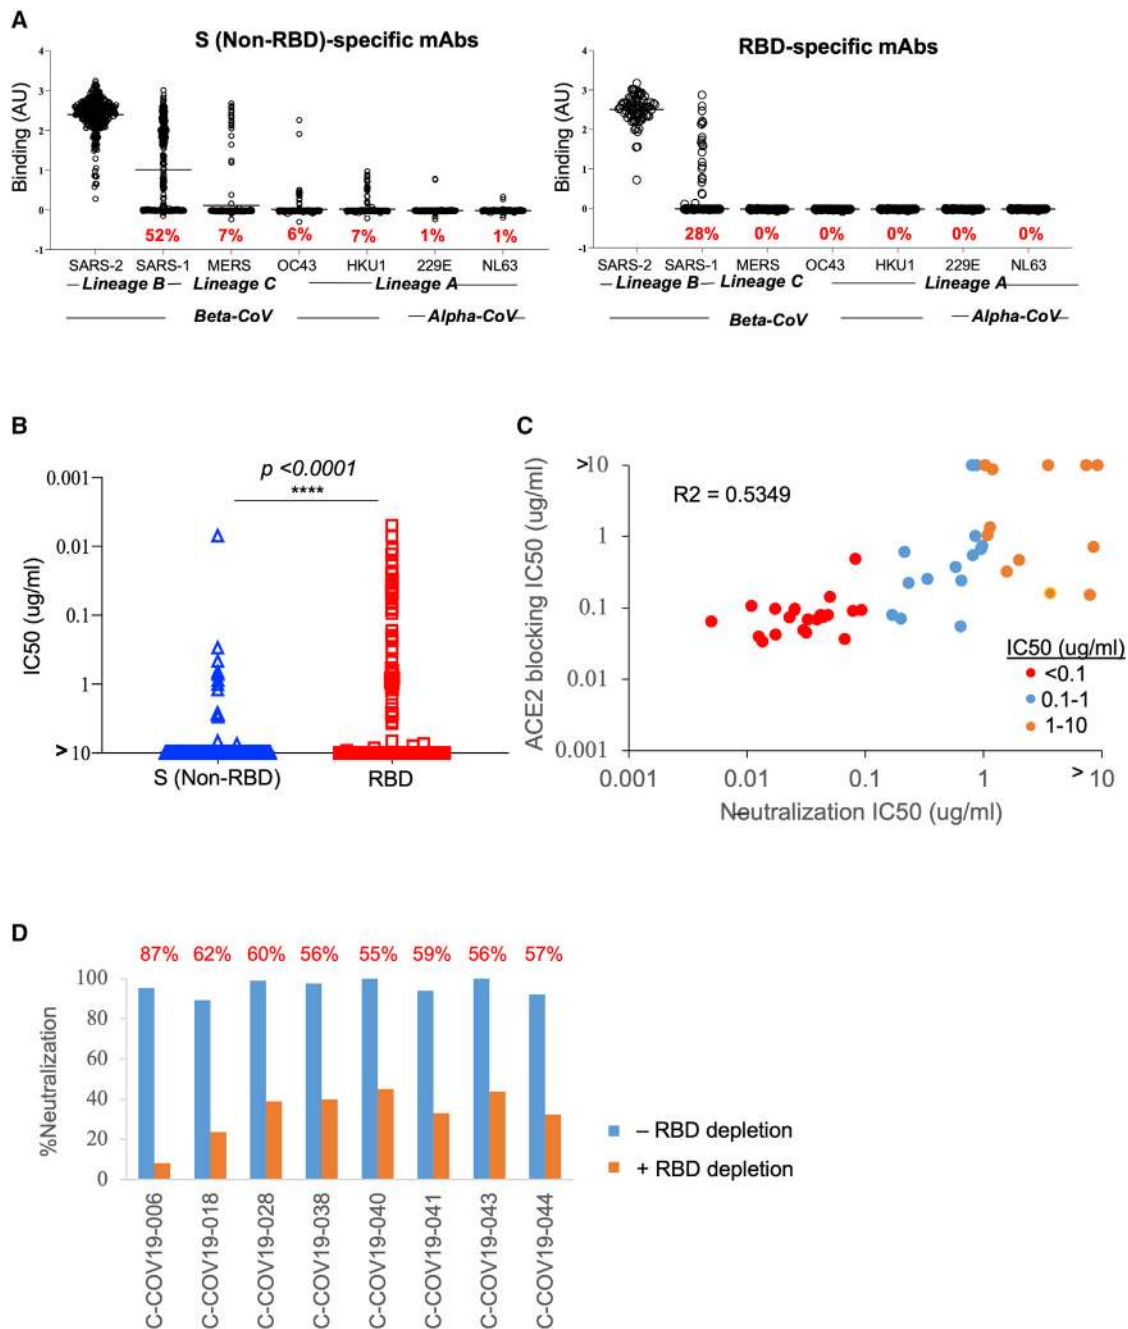 A
S (Non-RBD)-specific mAbs
Binding (AU)
4
3
2
1
0
-1
52% 7% 6% 7% 1% 1%
SARS-2 SARS-1 MERS OC43 HKU1 229E NL63
Lineage B Lineage C Lineage A
Beta-CoV Alpha-CoV
RBD-specific mAbs
Binding (AU)
4
3
2
1
0
-1
28% 0% 0% 0% 0% 0%
SARS-2 SARS-1 MERS OC43 HKU1 229E NL63
Lineage B Lineage C Lineage A
Beta-CoV Alpha-CoV
B
p <0.0001
****
IC50 (ug/ml)
0.001
0.01
0.1
1
> 10
S (Non-RBD) RBD
C
ACE2 blocking IC50 (ug/ml)
>10
1
0.1
0.01
0.001
R2 = 0.5349
IC50 (ug/ml)
<0.1
0.1-1
1-10
0.001 0.01 0.1 1 > 10
Neutralization IC50 (ug/ml)
D
87% 62% 60% 56% 55% 59% 56% 57%
%Neutralization
100
80
60
40
20
0
C-COV19-006
C-COV19-018
C-COV19-028
C-COV19-038
C-COV19-040
C-COV19-041
C-COV19-043
C-COV19-044
– RBD depletion
+ RBD depletion